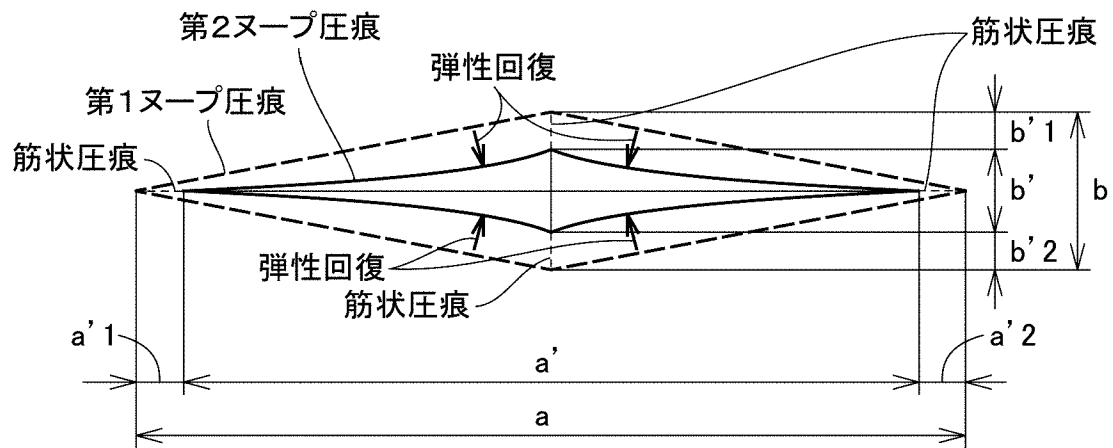 第2ヌープ圧痕
筋状圧痕
弾性回復
第1ヌープ圧痕
筋状圧痕
b'1
b'
b
b'2
弾性回復
筋状圧痕
a'1
a'
a'2
a